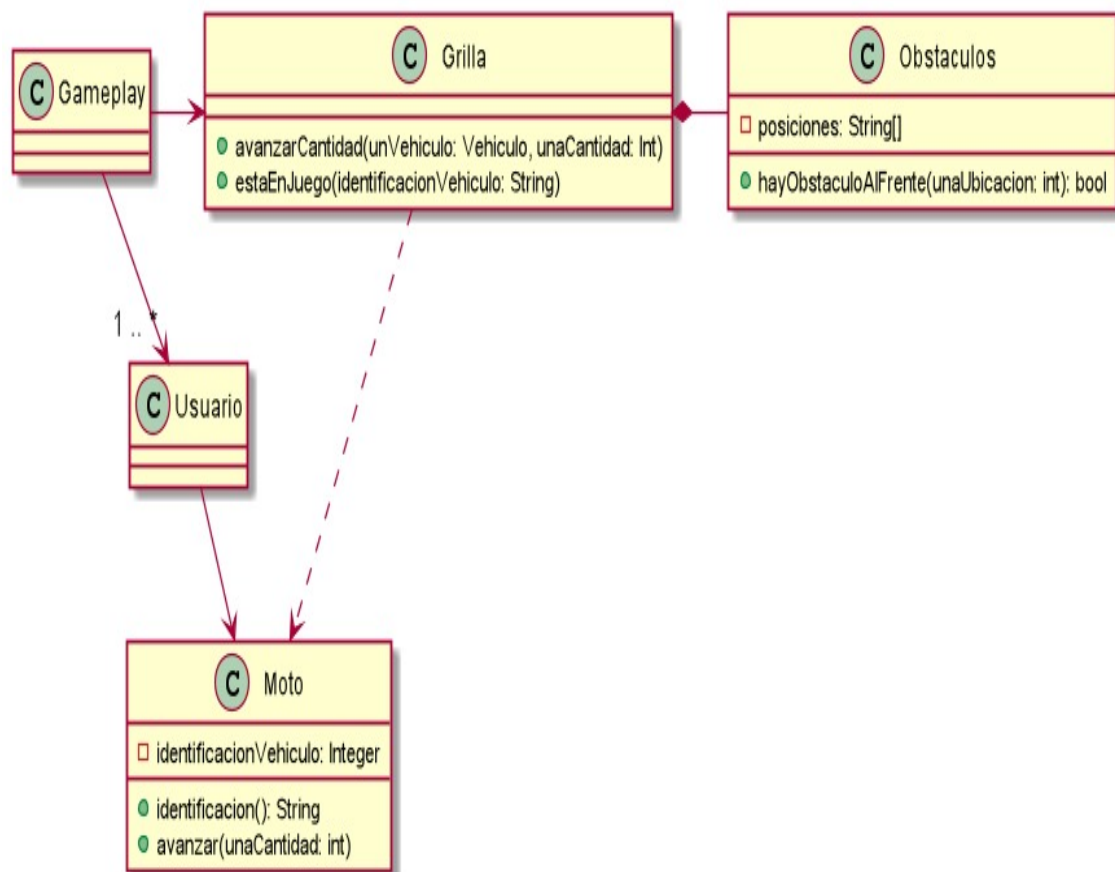 C Gameplay
C Grilla
avanzarCantidad(unVehiculo: Vehiculo, unaCantidad: Int)
estaEnJuego(identificacionVehiculo: String)
C Obstaculos
posiciones: String[]
hayObstaculoAlFrente(unaUbicacion: int): bool
1 .. *
C Usuario
C Moto
identificacionVehiculo: Integer
identificacion(): String
avanzar(unaCantidad: int)